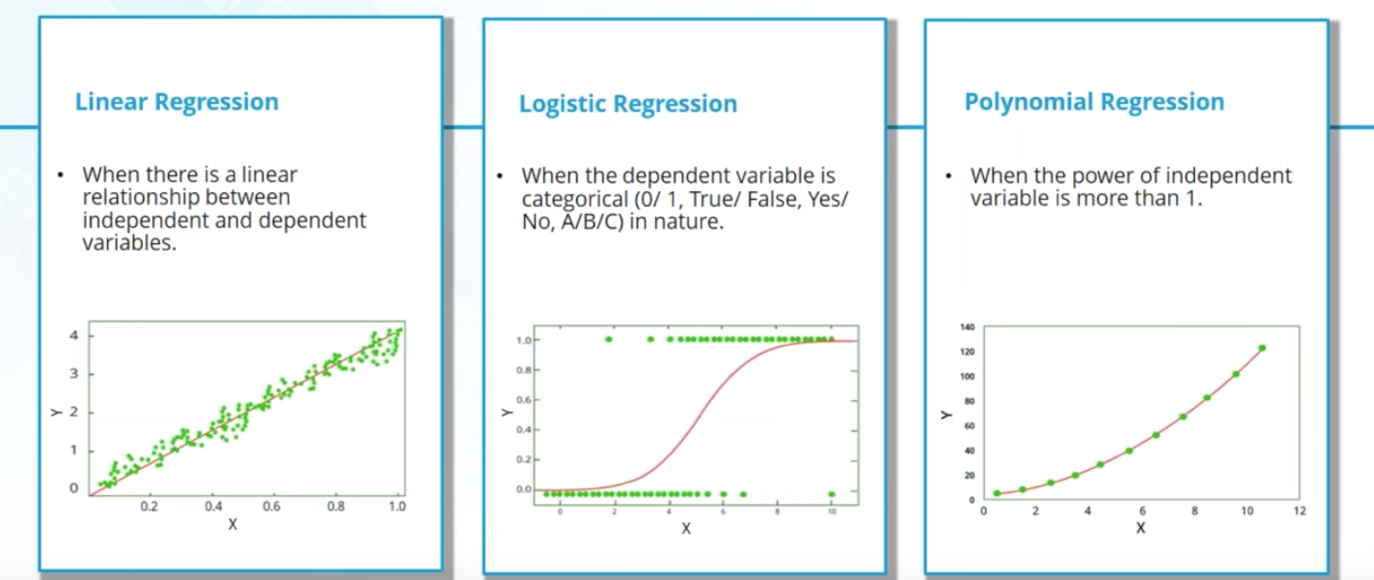 Linear Regression
• When there is a linear
relationship between
independent and dependent
variables.
4
3
2
1
0
Y
0.2 0.4 0.6 0.8 1.0
X
Logistic Regression
• When the dependent variable is
categorical (0/ 1, True/ False, Yes/
No, A/B/C) in nature.
1.0
0.8
0.6
0.4
0.2
0.0
Y
0 2 4 6 8 10
X
Polynomial Regression
• When the power of independent
variable is more than 1.
140
120
100
80
60
40
20
0
Y
0 2 4 6 8 10 12
X